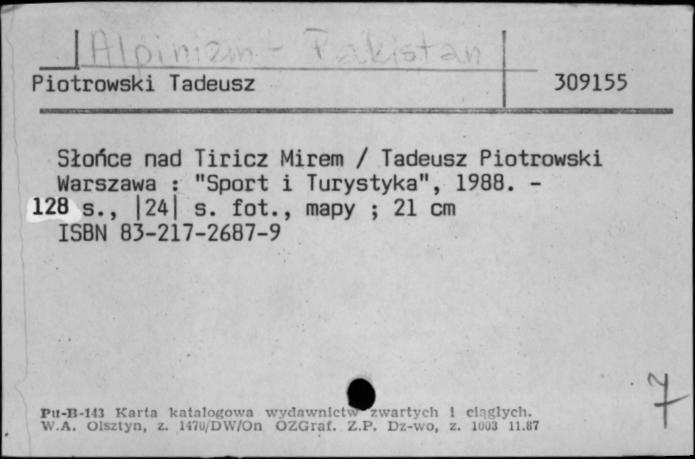 Alpinizm - Pakistan
Piotrowski Tadeusz 309155
Słońce nad Tiricz Mirem / Tadeusz Piotrowski
Warszawa : "Sport i Turystyka", 1988. -
128 s., |24| s. fot., mapy ; 21 cm
ISBN 83-217-2687-9
7
Pu-B-143 Karta katalogowa wydawnictw zwartych i ciągłych.
W.A. Olsztyn, z. 1470/DW/On OZGraf. Z.P. Dz-wo, z. 1003 11.87